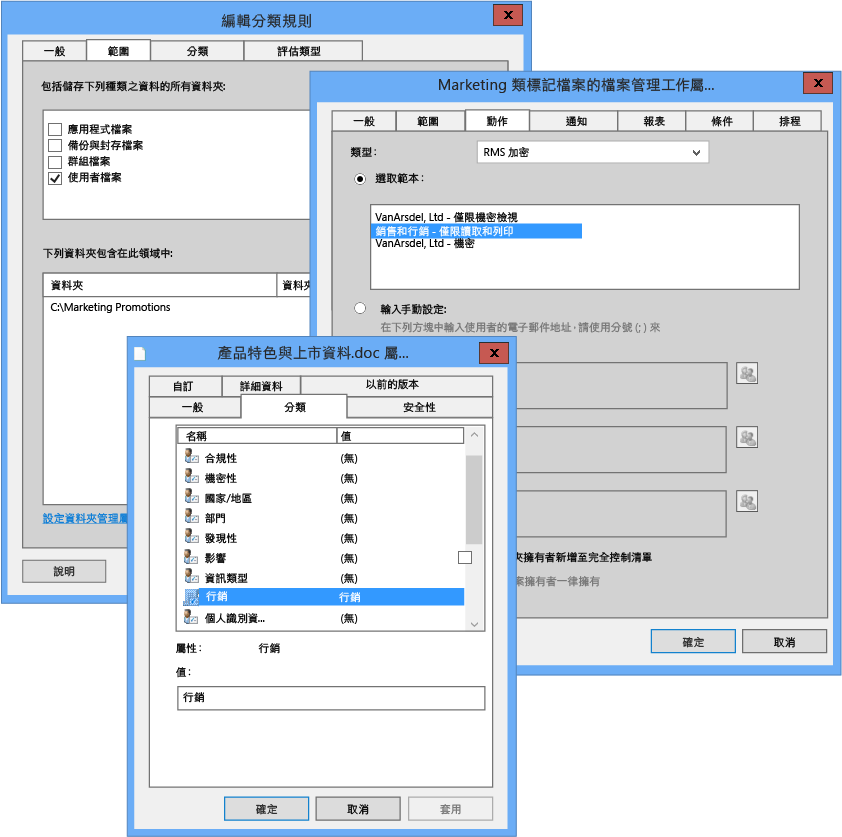 編輯分類規則
一般 範圍 分類 評估類型
包括儲存下列種類之資料的所有資料夾:
應用程式檔案
備份與封存檔案
群組檔案
使用者檔案
下列資料夾包含在此領域中:
資料夾 資料夾
C:\Marketing Promotions
設定資料夾管理屬
說明
Marketing 類標記檔案的檔案管理工作屬...
一般 範圍 動作 通知 報表 條件 排程
類型: RMS 加密
選取範本:
VanArsdel, Ltd - 僅限機密檢視
銷售和行銷 - 僅限讀取和列印
VanArsdel, Ltd - 機密
輸入手動設定:
在下列方塊中輸入使用者的電子郵件地址，請使用分號 (; ) 來
夾擁有者新增至完全控制清單
案擁有者一律擁有
確定 取消
產品特色與上市資料.doc 屬...
自訂 詳細資料 以前的版本
一般 分類 安全性
名稱 值
合規性 (無)
機密性 (無)
國家/地區 (無)
部門 (無)
發現性 (無)
影響 (無)
資訊類型 (無)
行銷 行銷
個人識別資... (無)
屬性: 行銷
值:
行銷
確定 取消 套用